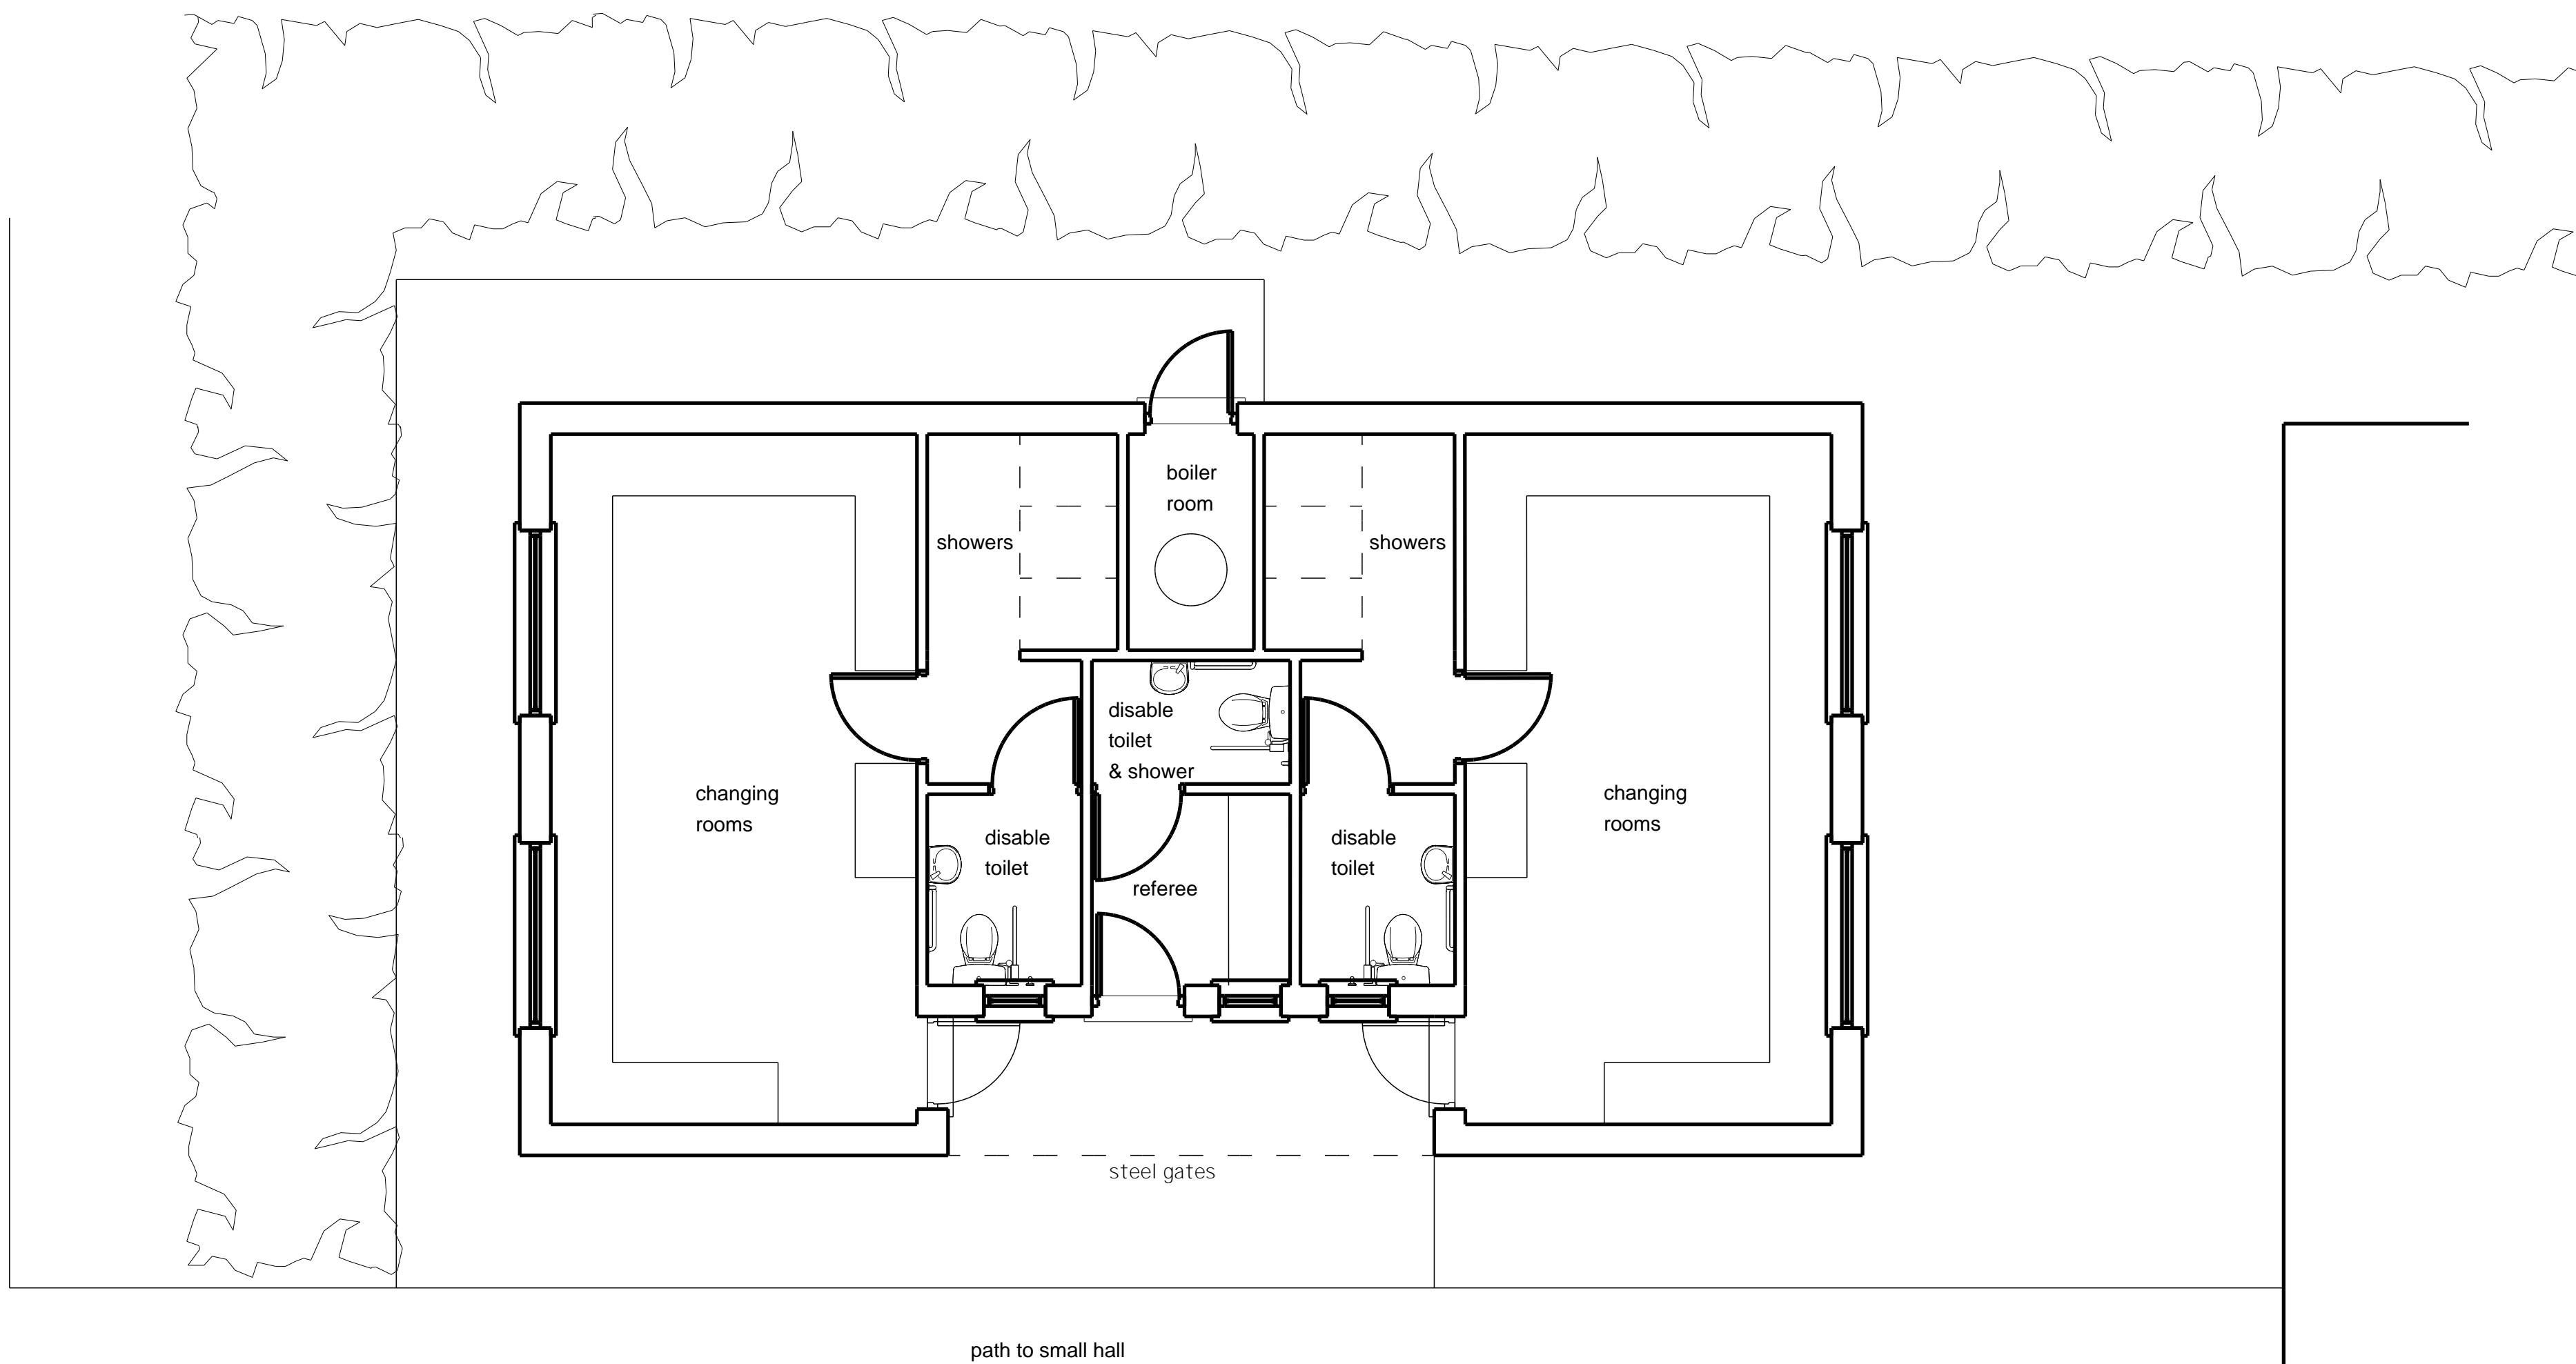 boiler
room
showers
showers
disable
toilet
& shower
changing
rooms
changing
rooms
disable
toilet
disable
toilet
referee
steel gates
path to small hall